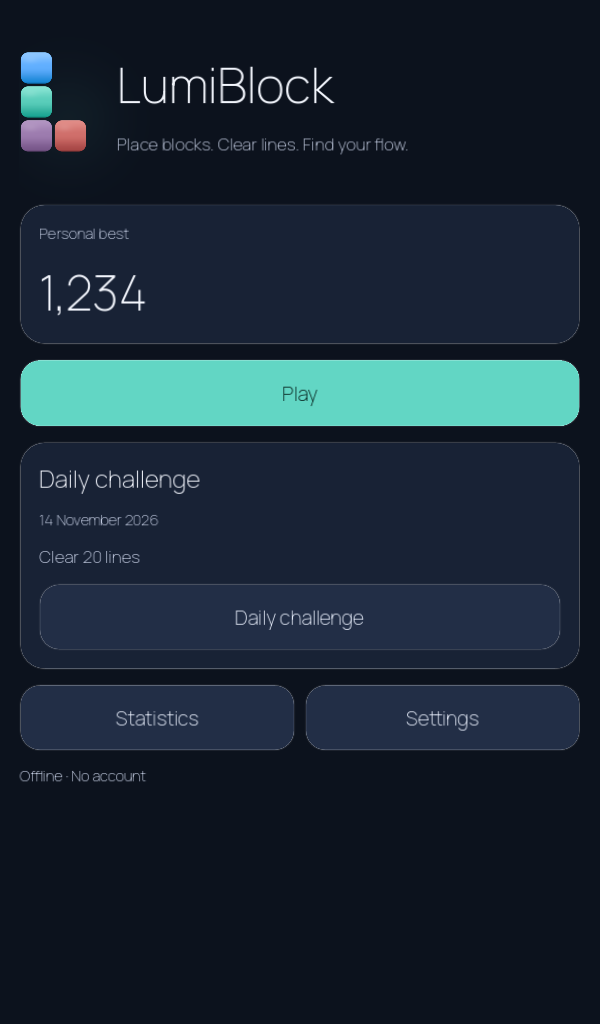 LumiBlock
Place blocks. Clear lines. Find your flow.
Personal best
1,234
Play
Daily challenge
14 November 2026
Clear 20 lines
Daily challenge
Statistics
Settings
Offline · No account